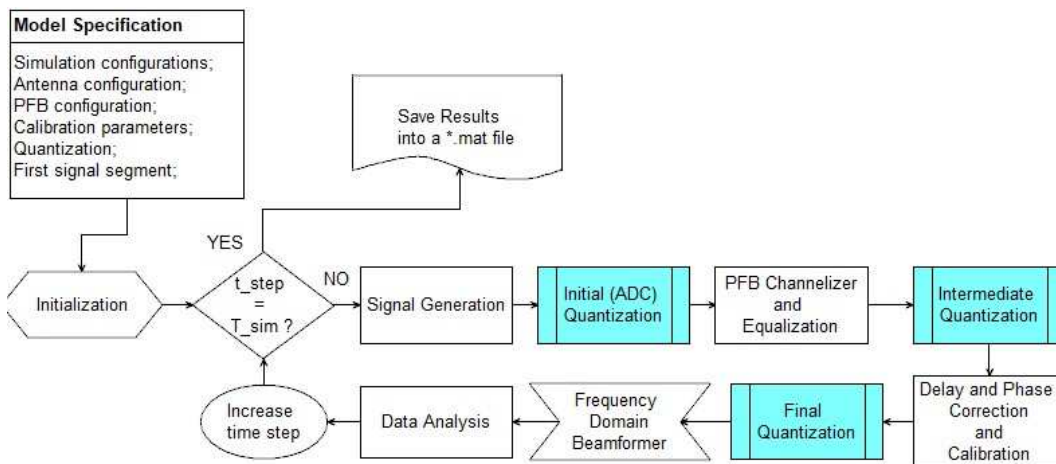 Model Specification
Simulation configurations;
Antenna configuration;
PFB configuration;
Calibration parameters;
Quantization;
First signal segment;
Save Results
into a *.mat file
YES
NO
Initialization
t_step
=
T_sim ?
Signal Generation
Initial (ADC)
Quantization
PFB Channelizer
and
Equalization
Intermediate
Quantization
Delay and Phase
Correction
and
Calibration
Final
Quantization
Frequency
Domain
Beamformer
Data Analysis
Increase
time step